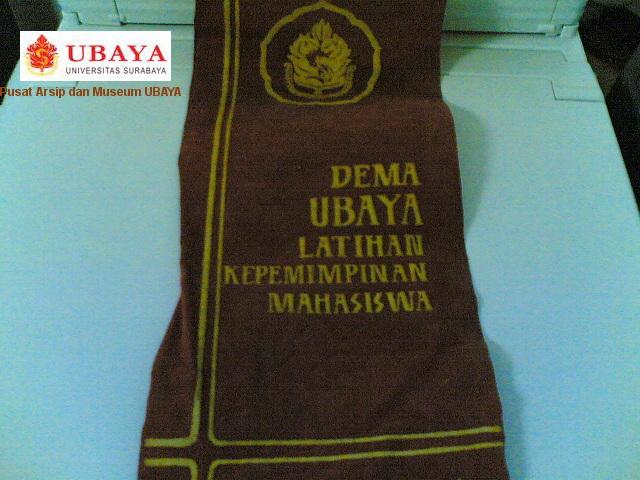 UBAYA
UNIVERSITAS SURABAYA
Pusat Arsip dan Museum UBAYA
DEMA
UBAYA
LATIHAN
KEPEMIMPINAN
MAHASISWA